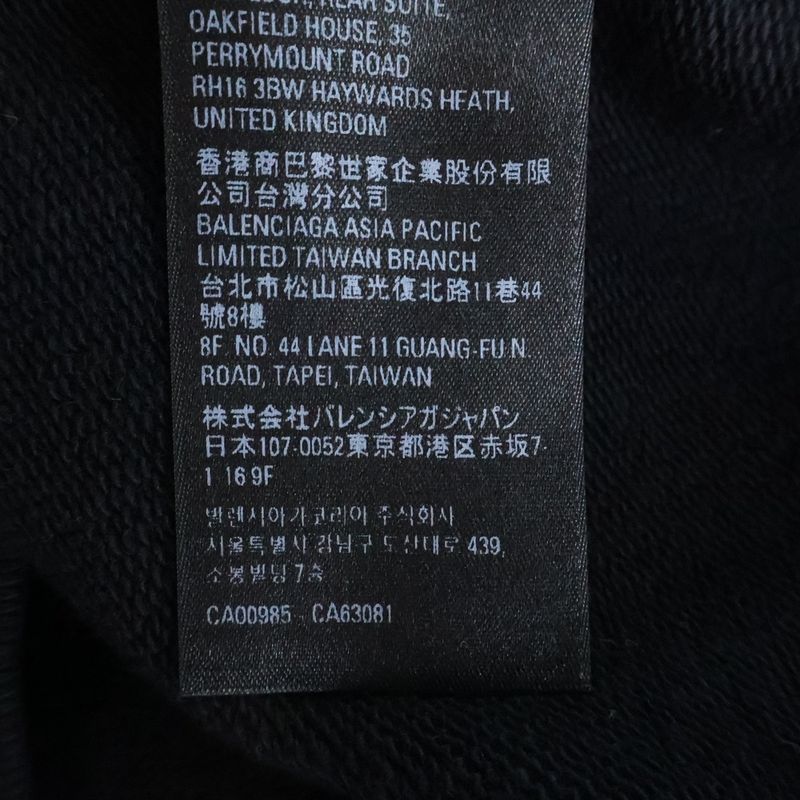 REAR SUITE,
OAKFIELD HOUSE, 35
PERRYMOUNT ROAD
RH16 3BW HAYWARDS HEATH,
UNITED KINGDOM
香港商巴黎世家企業股份有限
公司台灣分公司
BALENCIAGA ASIA PACIFIC
LIMITED TAIWAN BRANCH
台北市松山區光復北路11巷44
號8樓
8F. NO. 44 LANE 11 GUANG-FU N.
ROAD, TAPEI, TAIWAN
株式会社バレンシアガジャパン
日本107-0052東京都港区赤坂7-
1 16 9F
발렌시아가코리아 주식회사
서울특별시 강남구 도산대로 439,
소봉빌딩 7층
CA00985 CA63081